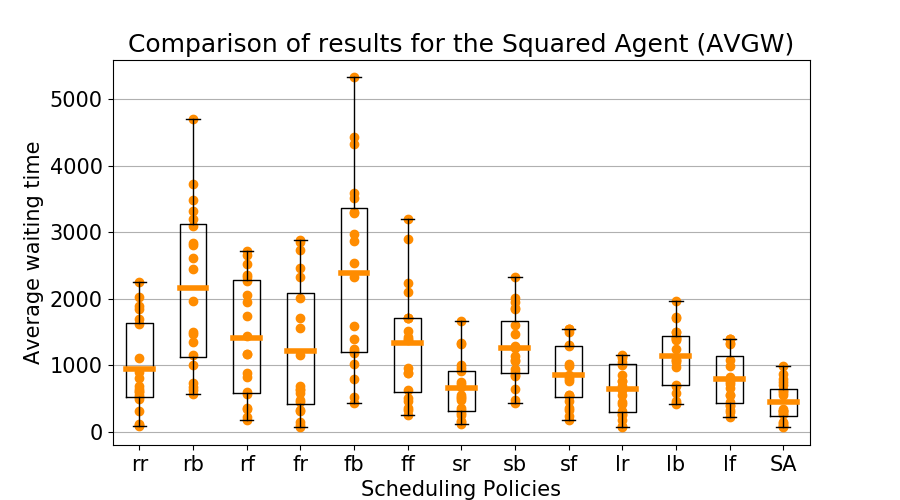 Comparison of results for the Squared Agent (AVGW)
Average waiting time
5000
4000
3000
2000
1000
0
rr rb rf fr fb ff sr sb sf lr lb lf SA
Scheduling Policies